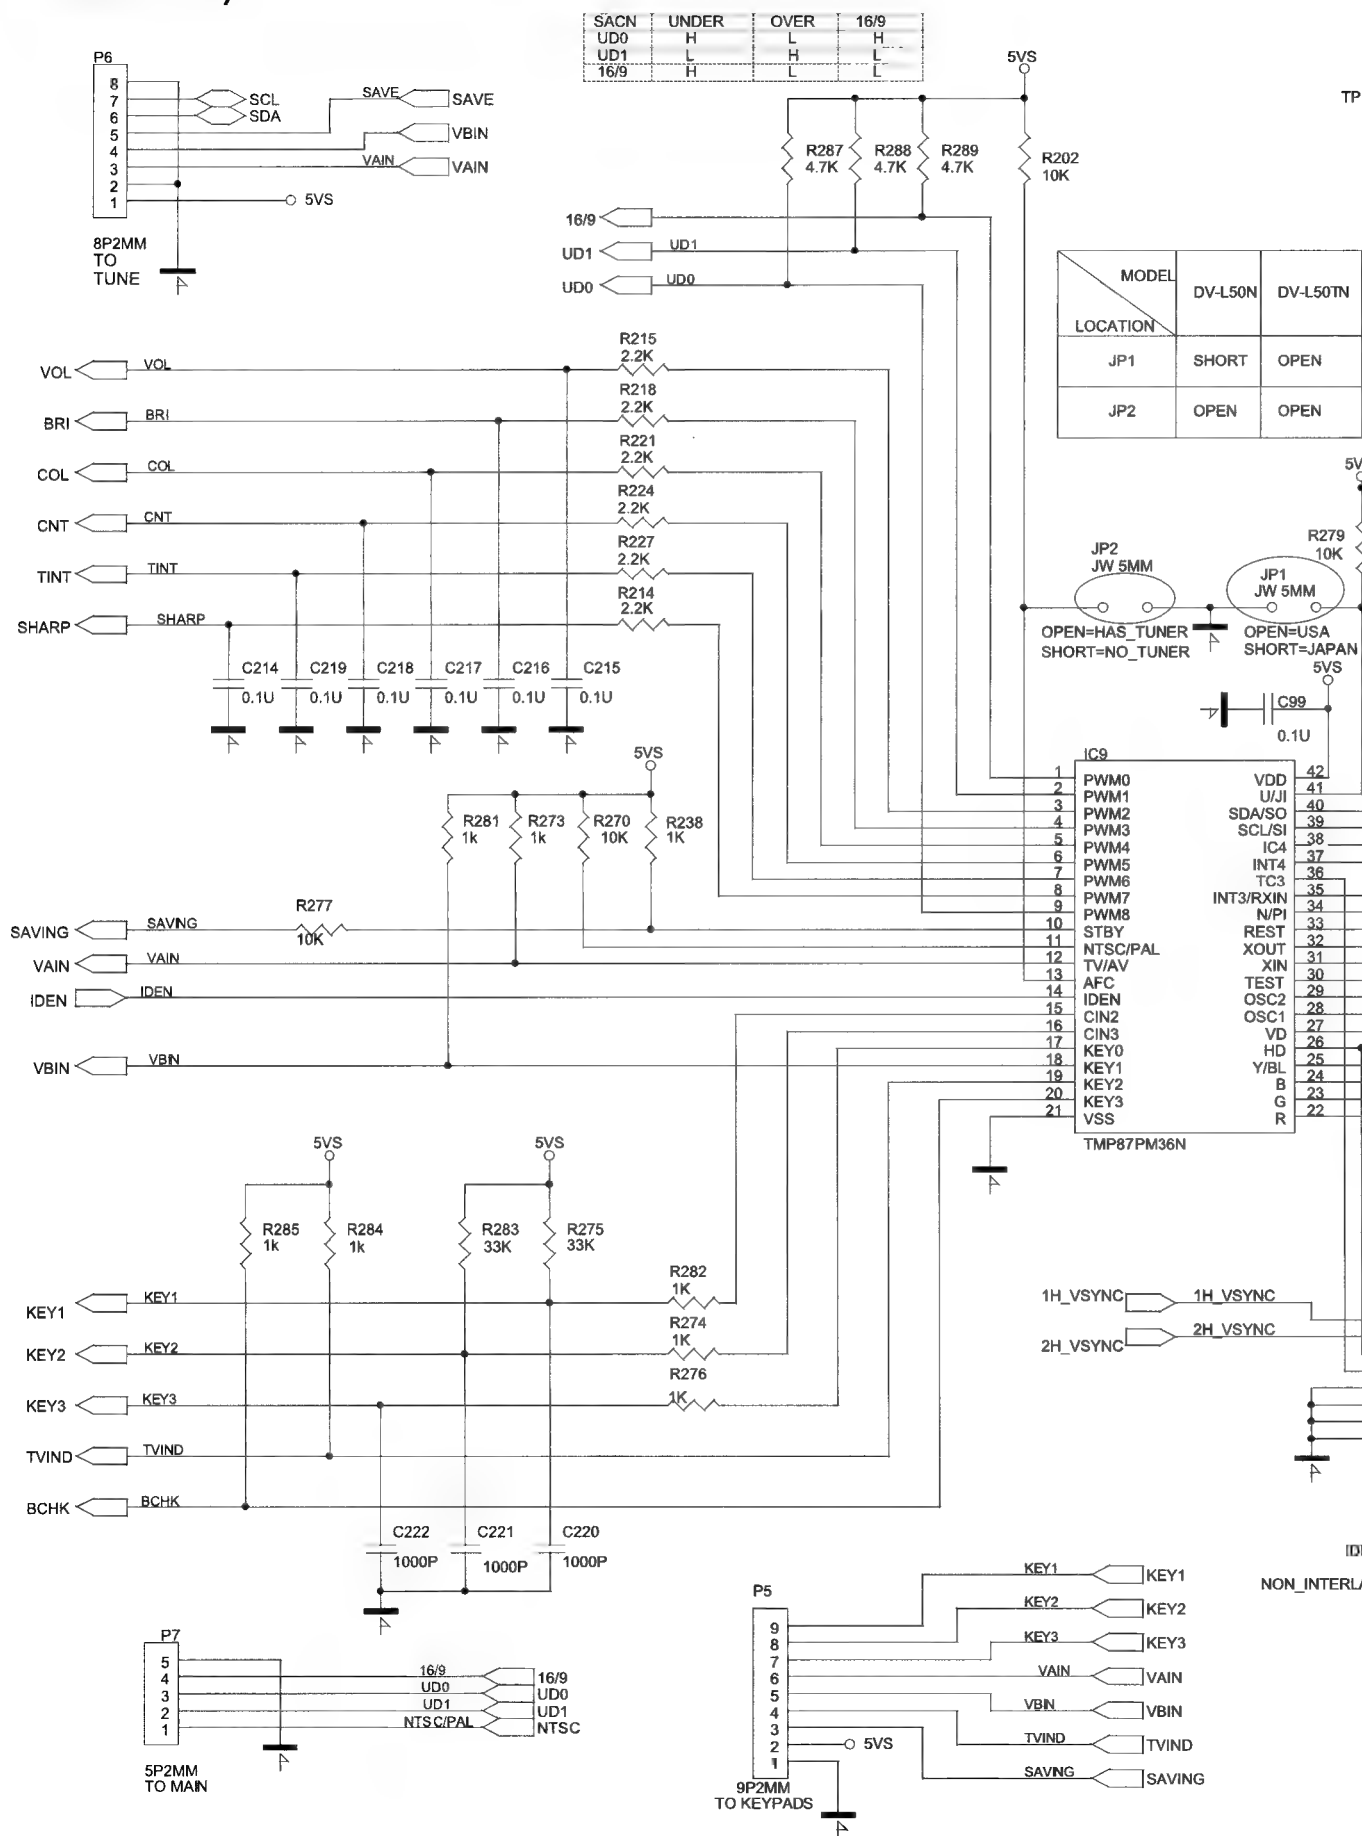 SACN UNDER OVER 16/9
UD0 H L H
UD1 L H L
16/9 H L L
P6
8
7
6
5
4
3
2
1
SCL
SDA
SAVE SAVE
VBIN
VAIN VAIN
5VS
8P2MM
TO
TUNE
5VS
TP
R287
4.7K
R288
4.7K
R289
4.7K
R202
10K
16/9
UD1 UD1
UD0 UD0
MODEL
LOCATION
DV-L50N DV-L50TN
JP1 SHORT OPEN
JP2 OPEN OPEN
VOL VOL
R215
2.2K
BRI BRI
R218
2.2K
COL COL
R221
2.2K
CNT CNT
R224
2.2K
TINT TINT
R227
2.2K
SHARP SHARP
R214
2.2K
C214
0.1U
C219
0.1U
C218
0.1U
C217
0.1U
C216
0.1U
C215
0.1U
5V
R279
10K
JP2
JW 5MM
JP1
JW 5MM
OPEN=HAS_TUNER
SHORT=NO_TUNER
OPEN=USA
SHORT=JAPAN
5VS
C99
0.1U
5VS
R281
1k
R273
1k
R270
10K
R238
1K
SAVING SAVING
R277
10K
VAIN VAIN
IDEN IDEN
VBIN VBIN
IC9
1 PWM0 VDD 42
2 PWM1 U/JI 41
3 PWM2 SDA/SO 40
4 PWM3 SCL/SI 39
5 PWM4 IC4 38
6 PWM5 INT4 37
7 PWM6 TC3 36
8 PWM7 INT3/RXIN 35
9 PWM8 N/PI 34
10 STBY REST 33
11 NTSC/PAL XOUT 32
12 TV/AV XIN 31
13 AFC TEST 30
14 IDEN OSC2 29
15 CIN2 OSC1 28
16 CIN3 VD 27
17 KEY0 HD 26
18 KEY1 Y/BL 25
19 KEY2 B 24
20 KEY3 G 23
21 VSS R 22
TMP87PM36N
5VS
5VS
R285
1k
R284
1k
R283
33K
R275
33K
KEY1 KEY1
R282
1K
KEY2 KEY2
R274
1K
KEY3 KEY3
R276
1K
TVIND TVIND
BCHK BCHK
C222
1000P
C221
1000P
C220
1000P
1H_VSYNC 1H_VSYNC
2H_VSYNC 2H_VSYNC
NON_INTERL
P7
5
4
3
2
1
16/9 16/9
UD0 UD0
UD1 UD1
NTSC/PAL NTSC
5P2MM
TO MAIN
P5
9
8
7
6
5
4
3
2
1
KEY1 KEY1
KEY2 KEY2
KEY3 KEY3
VAIN VAIN
VBIN VBIN
TVIND TVIND
SAVING SAVING
5VS
9P2MM
TO KEYPADS